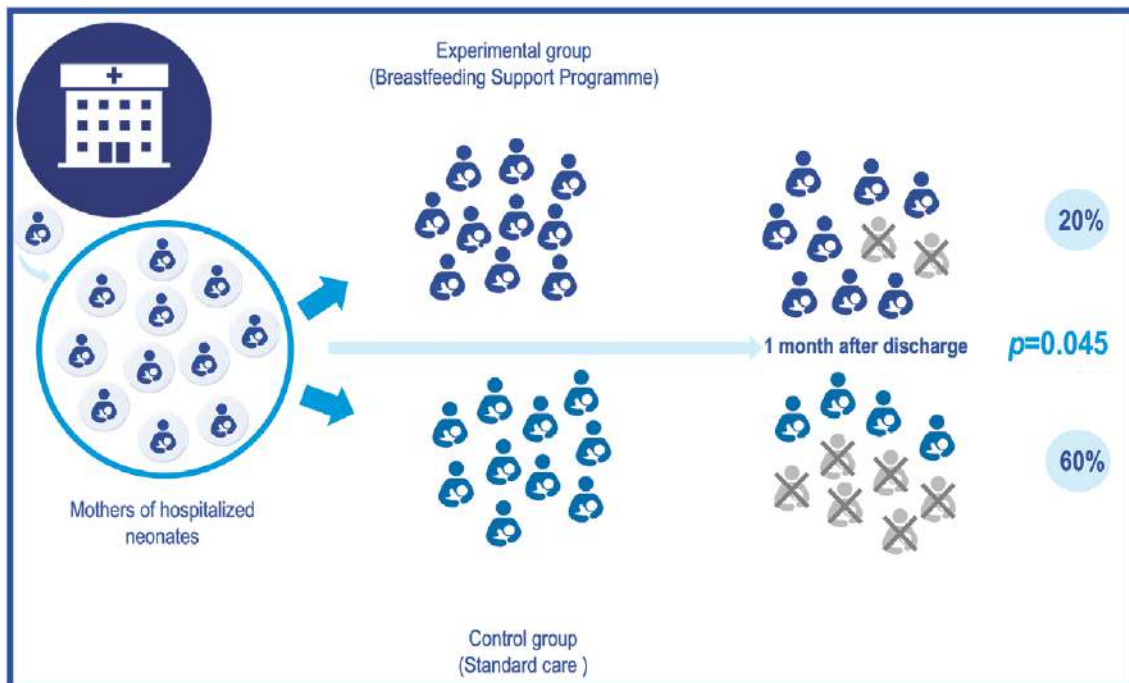 Experimental group
(Breastfeeding Support Programme)
20%
1 month after discharge
p=0.045
60%
Mothers of hospitalized
neonates
Control group
(Standard care )